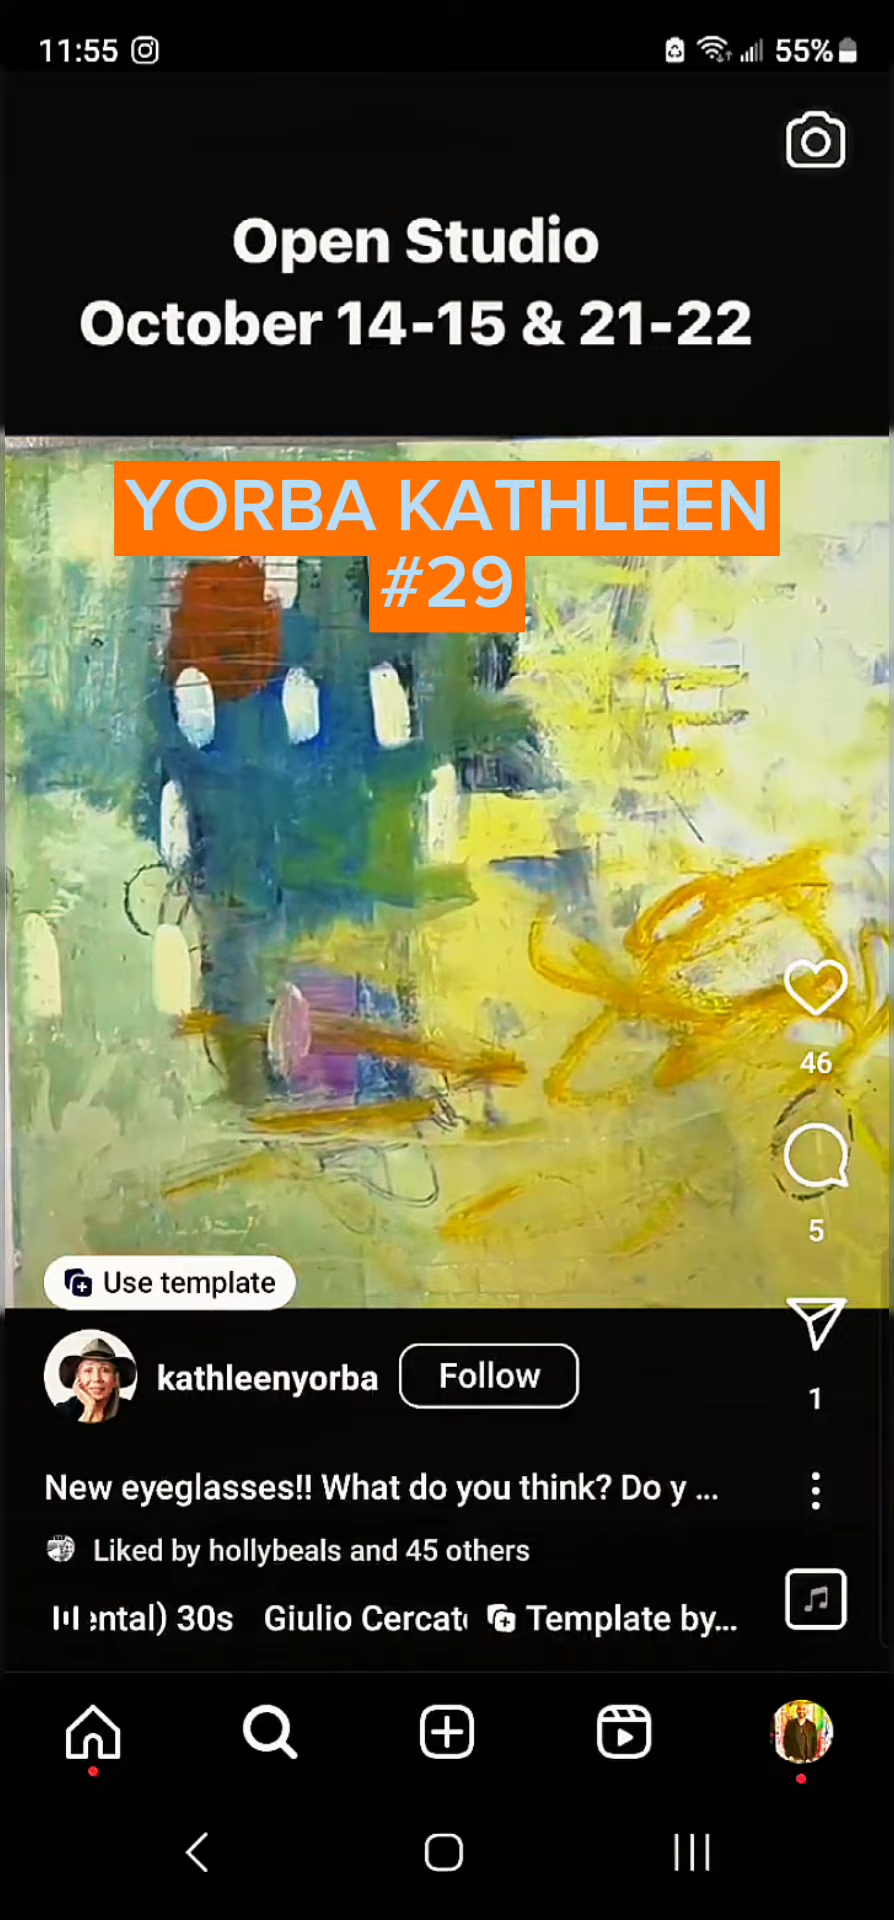 11:55
55%
Open Studio
October 14-15 & 21-22
YORBA KATHLEEN
#29
46
5
Use template
1
kathleenyorba
Follow
New eyeglasses!! What do you think? Do y ...
Liked by hollybeals and 45 others
ental) 30s Giulio Cercat Template by...